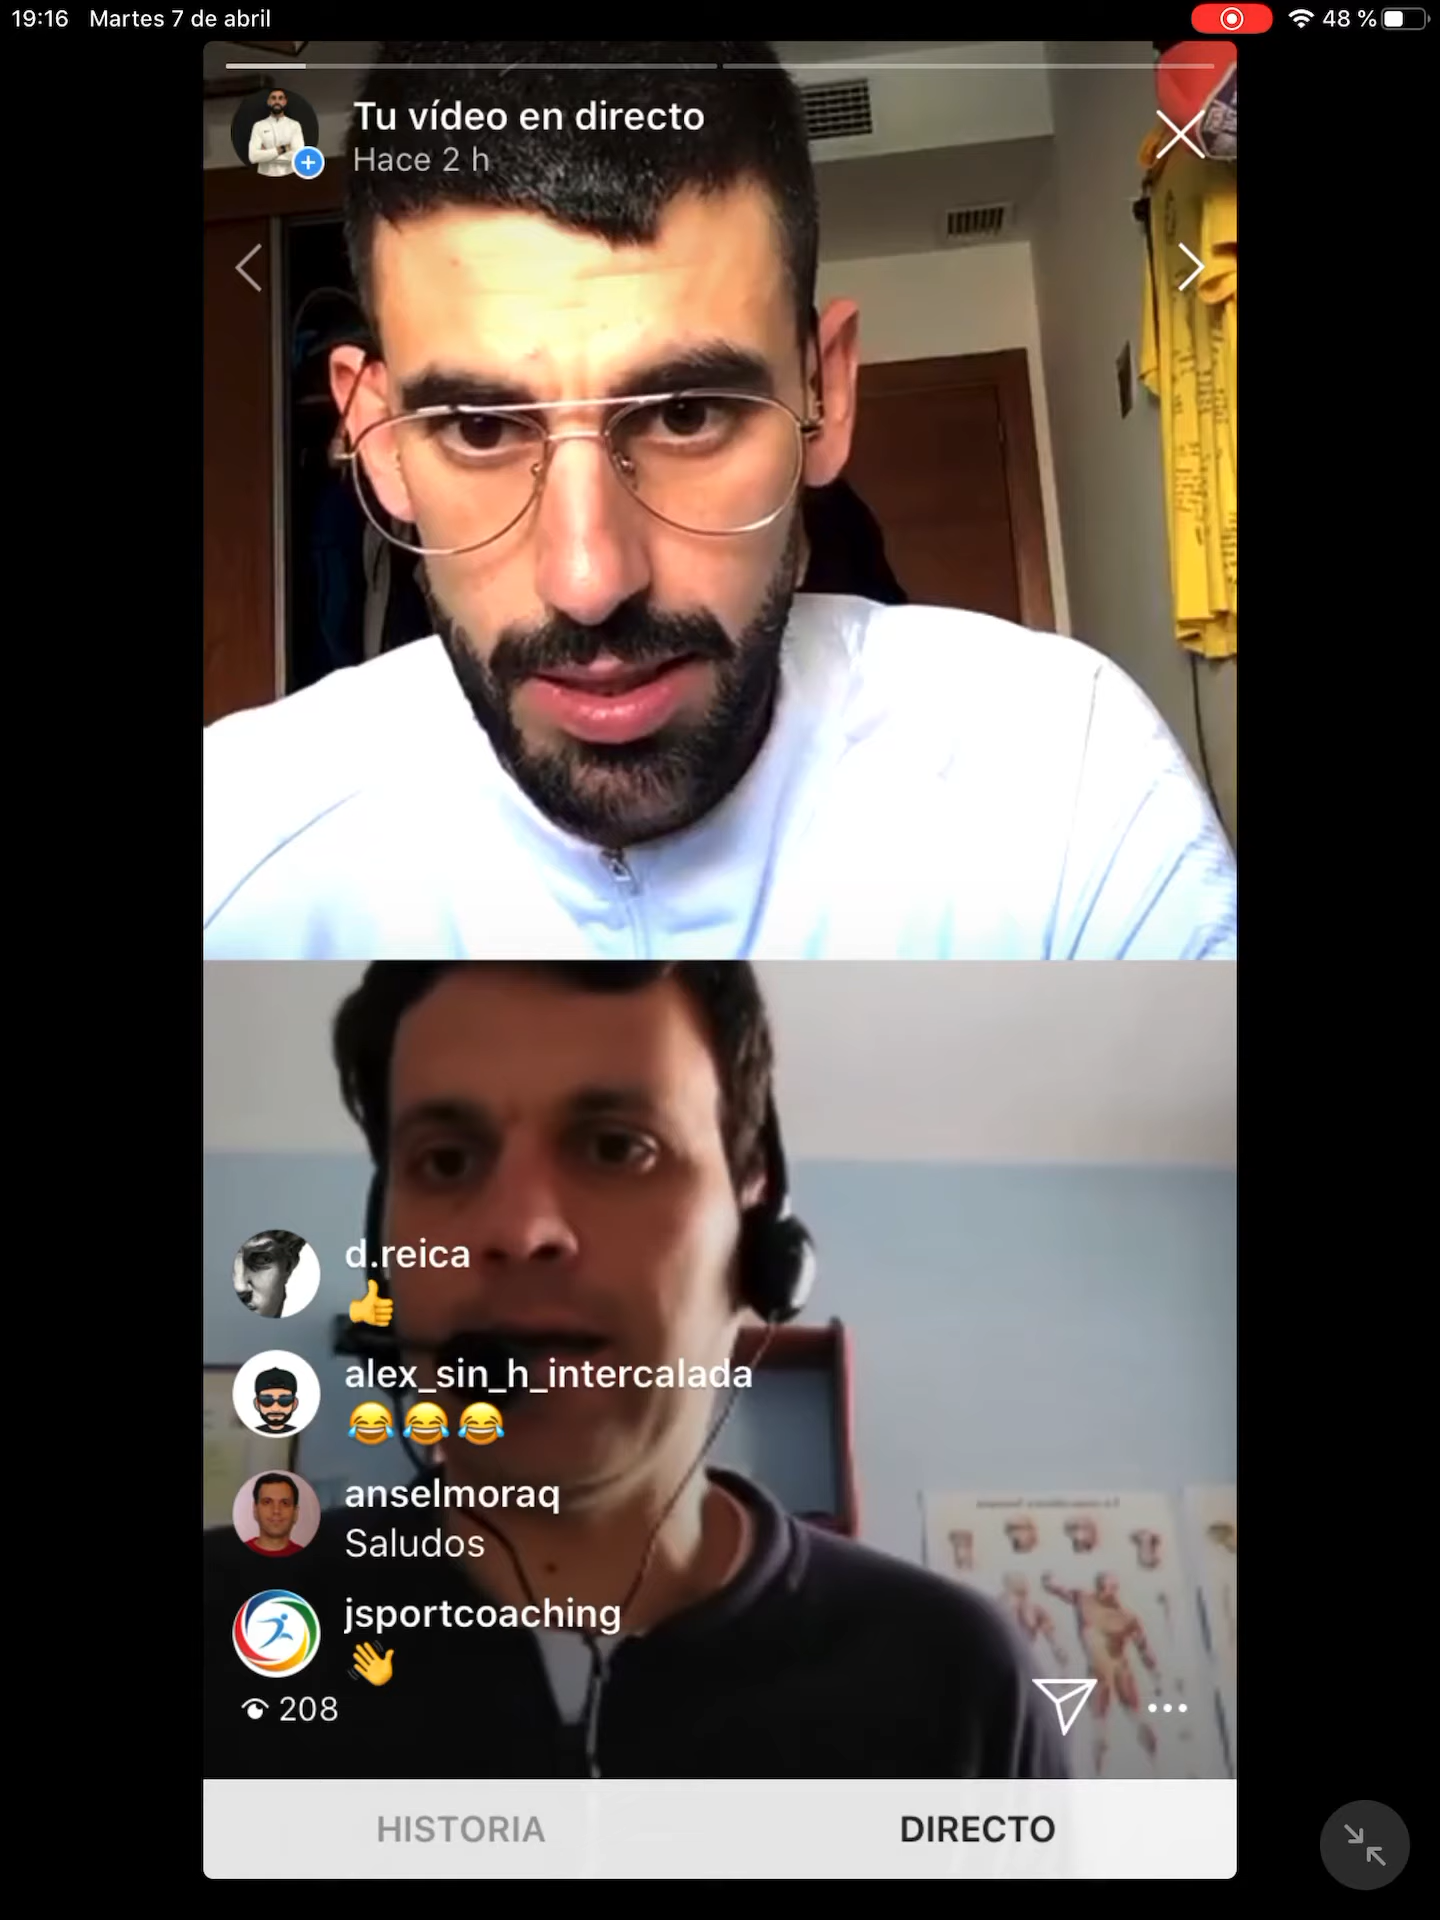 19:16 Martes 7 de abril
48 %
Tu vídeo en directo
Hace 2 h
d.reica
👍
alex_sin_h_intercalada
😂😂😂
anselmoraq
Saludos
jsportcoaching
👋
208
HISTORIA
DIRECTO